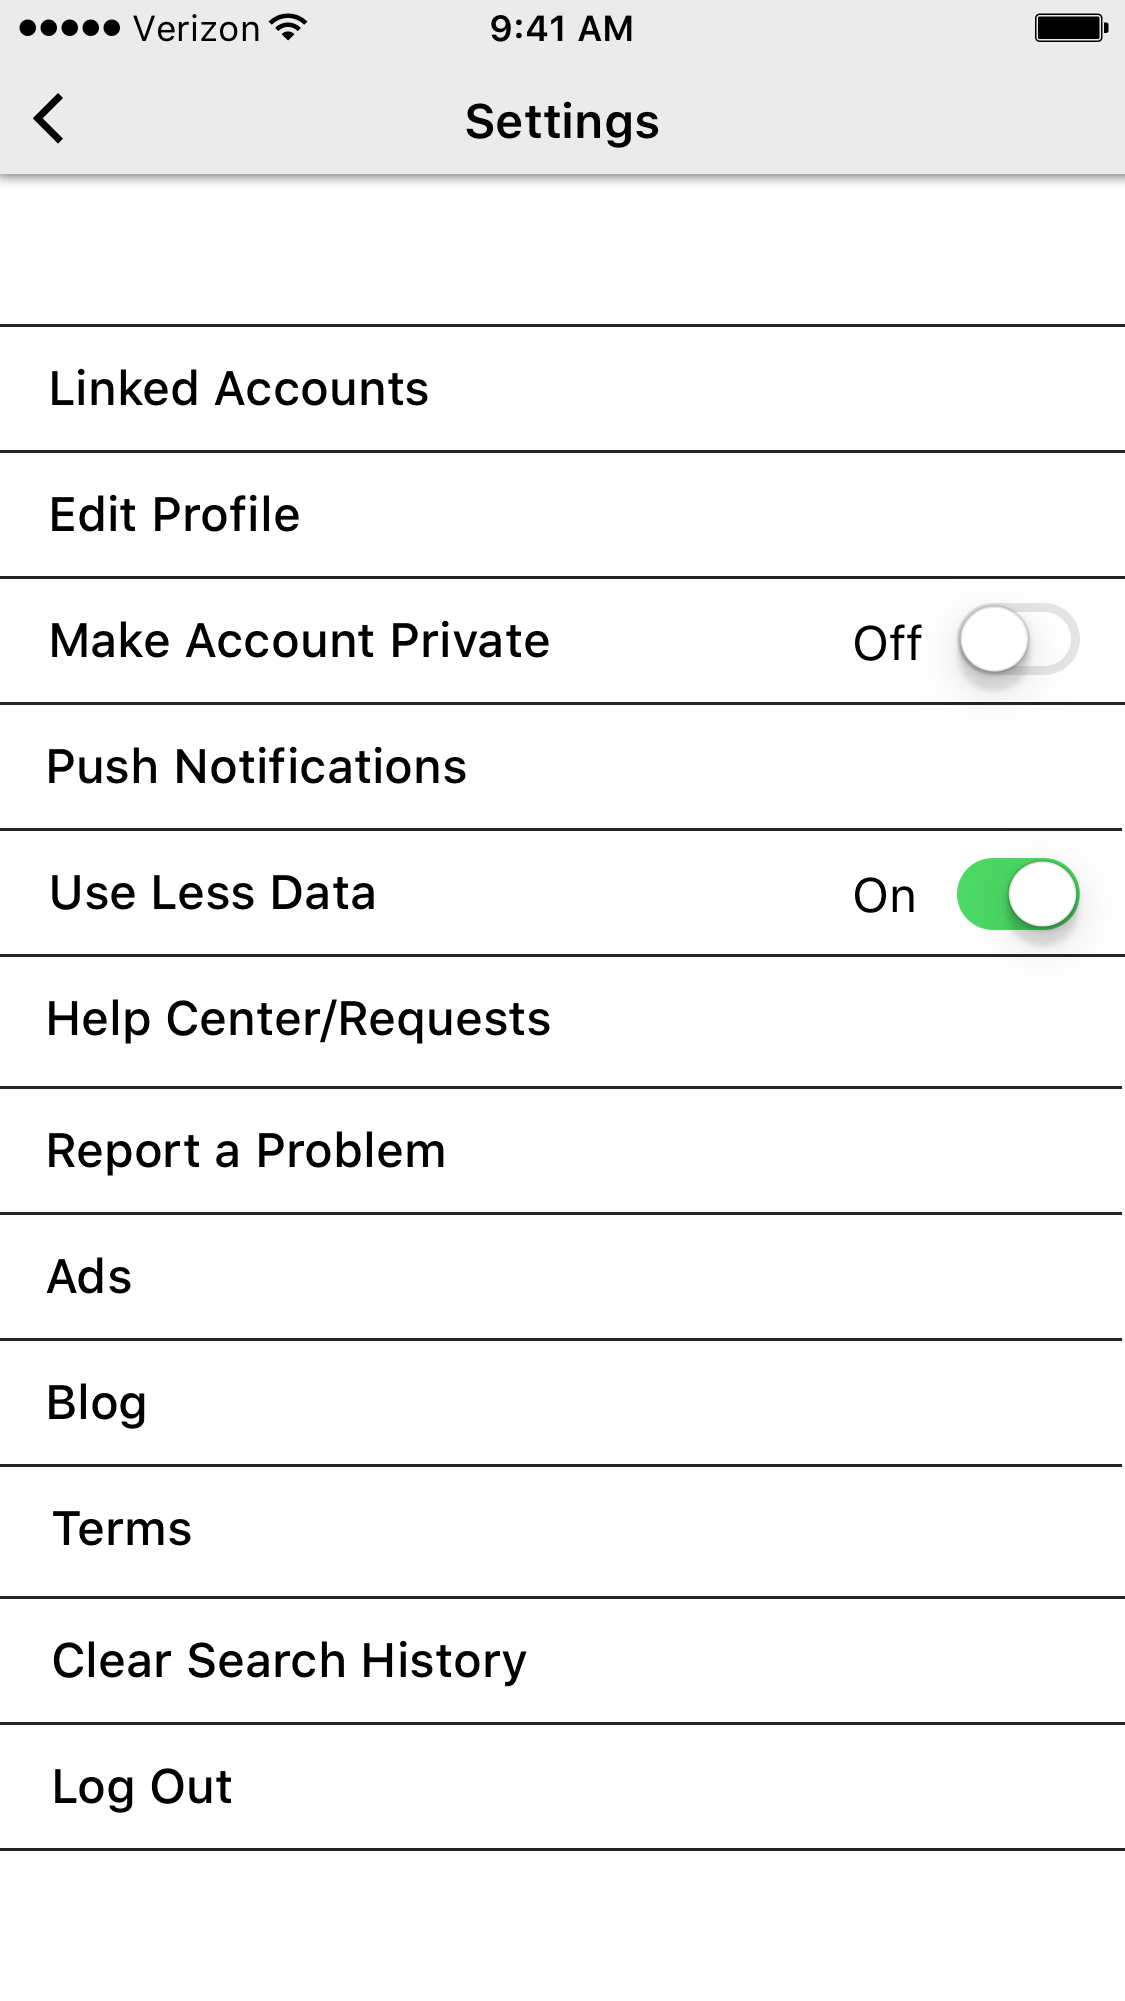 Verizon 9:41 AM
Settings
Linked Accounts
Edit Profile
Make Account Private Off
Push Notifications
Use Less Data On
Help Center/Requests
Report a Problem
Ads
Blog
Terms
Clear Search History
Log Out